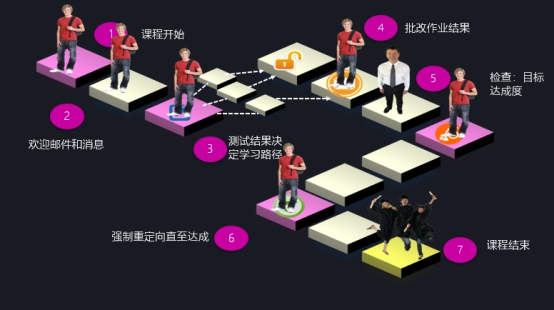 1
课程开始
2
欢迎邮件和消息
3
测试结果决
定学习路径
4
批改作业结果
5
检查：目标
达成度
6
强制重定向直至达成
7
课程结束